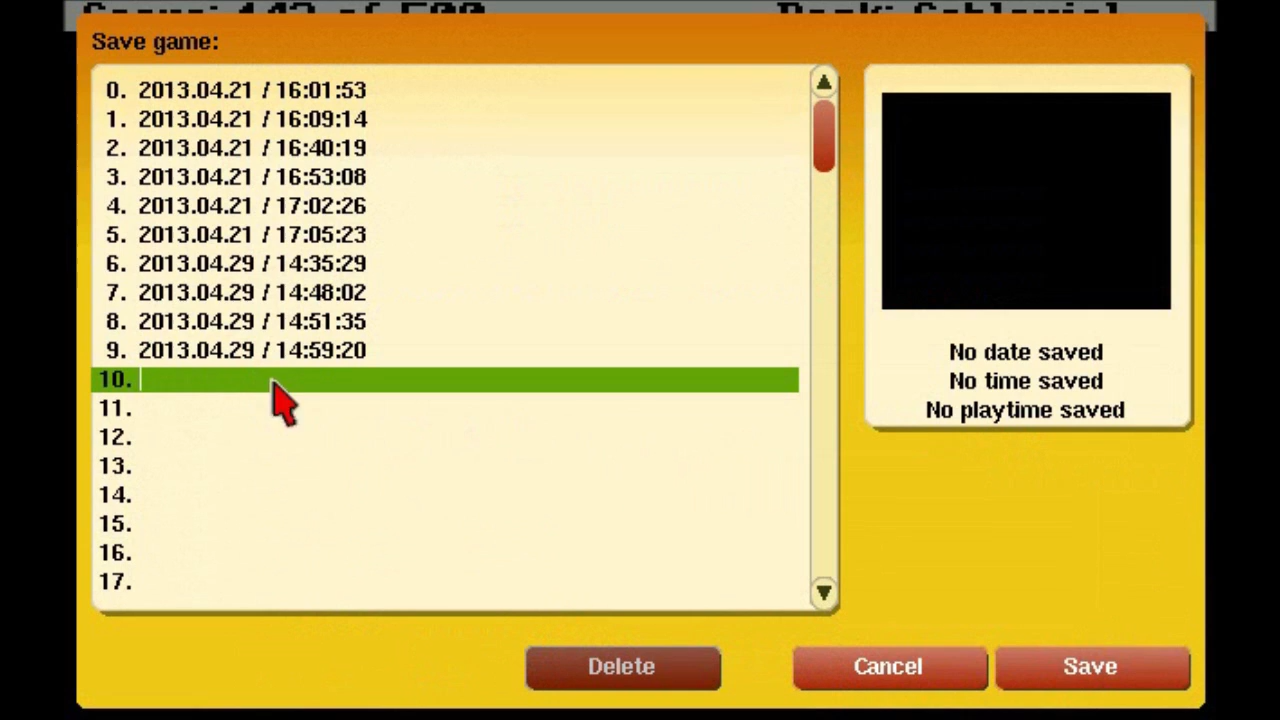 Save game:
0. 2013.04.21 / 16:01:53
1. 2013.04.21 / 16:09:14
2. 2013.04.21 / 16:40:19
3. 2013.04.21 / 16:53:08
4. 2013.04.21 / 17:02:26
5. 2013.04.21 / 17:05:23
6. 2013.04.29 / 14:35:29
7. 2013.04.29 / 14:48:02
8. 2013.04.29 / 14:51:35
9. 2013.04.29 / 14:59:20
10.
11.
12.
13.
14.
15.
16.
17.
No date saved
No time saved
No playtime saved
Delete
Cancel
Save